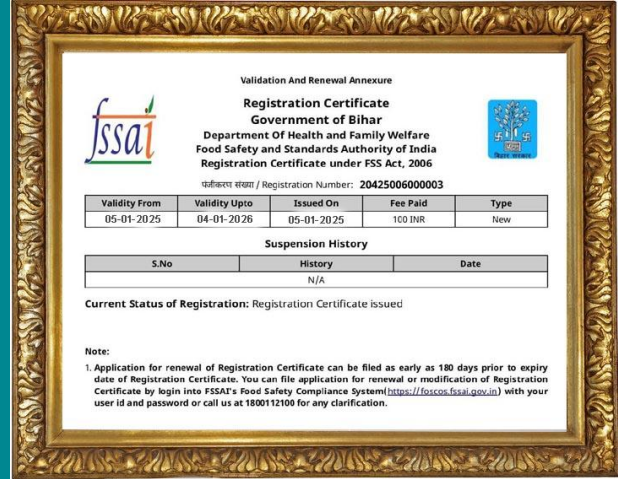 Validation And Renewal Annexure
fssai
Registration Certificate
Government of Bihar
Department Of Health and Family Welfare
Food Safety and Standards Authority of India
Registration Certificate under FSS Act, 2006
बिहार सरकार
पंजीकरण संख्या / Registration Number: 20425006000003
Validity From Validity Upto Issued On Fee Paid Type
05-01-2025 04-01-2026 05-01-2025 100 INR New
Suspension History
S.No History Date
N/A
Current Status of Registration: Registration Certificate issued
Note:
1. Application for renewal of Registration Certificate can be filed as early as 180 days prior to expiry
date of Registration Certificate. You can file application for renewal or modification of Registration
Certificate by login into FSSAI's Food Safety Compliance System(https://foscos.fssai.gov.in) with your
user id and password or call us at 1800112100 for any clarification.